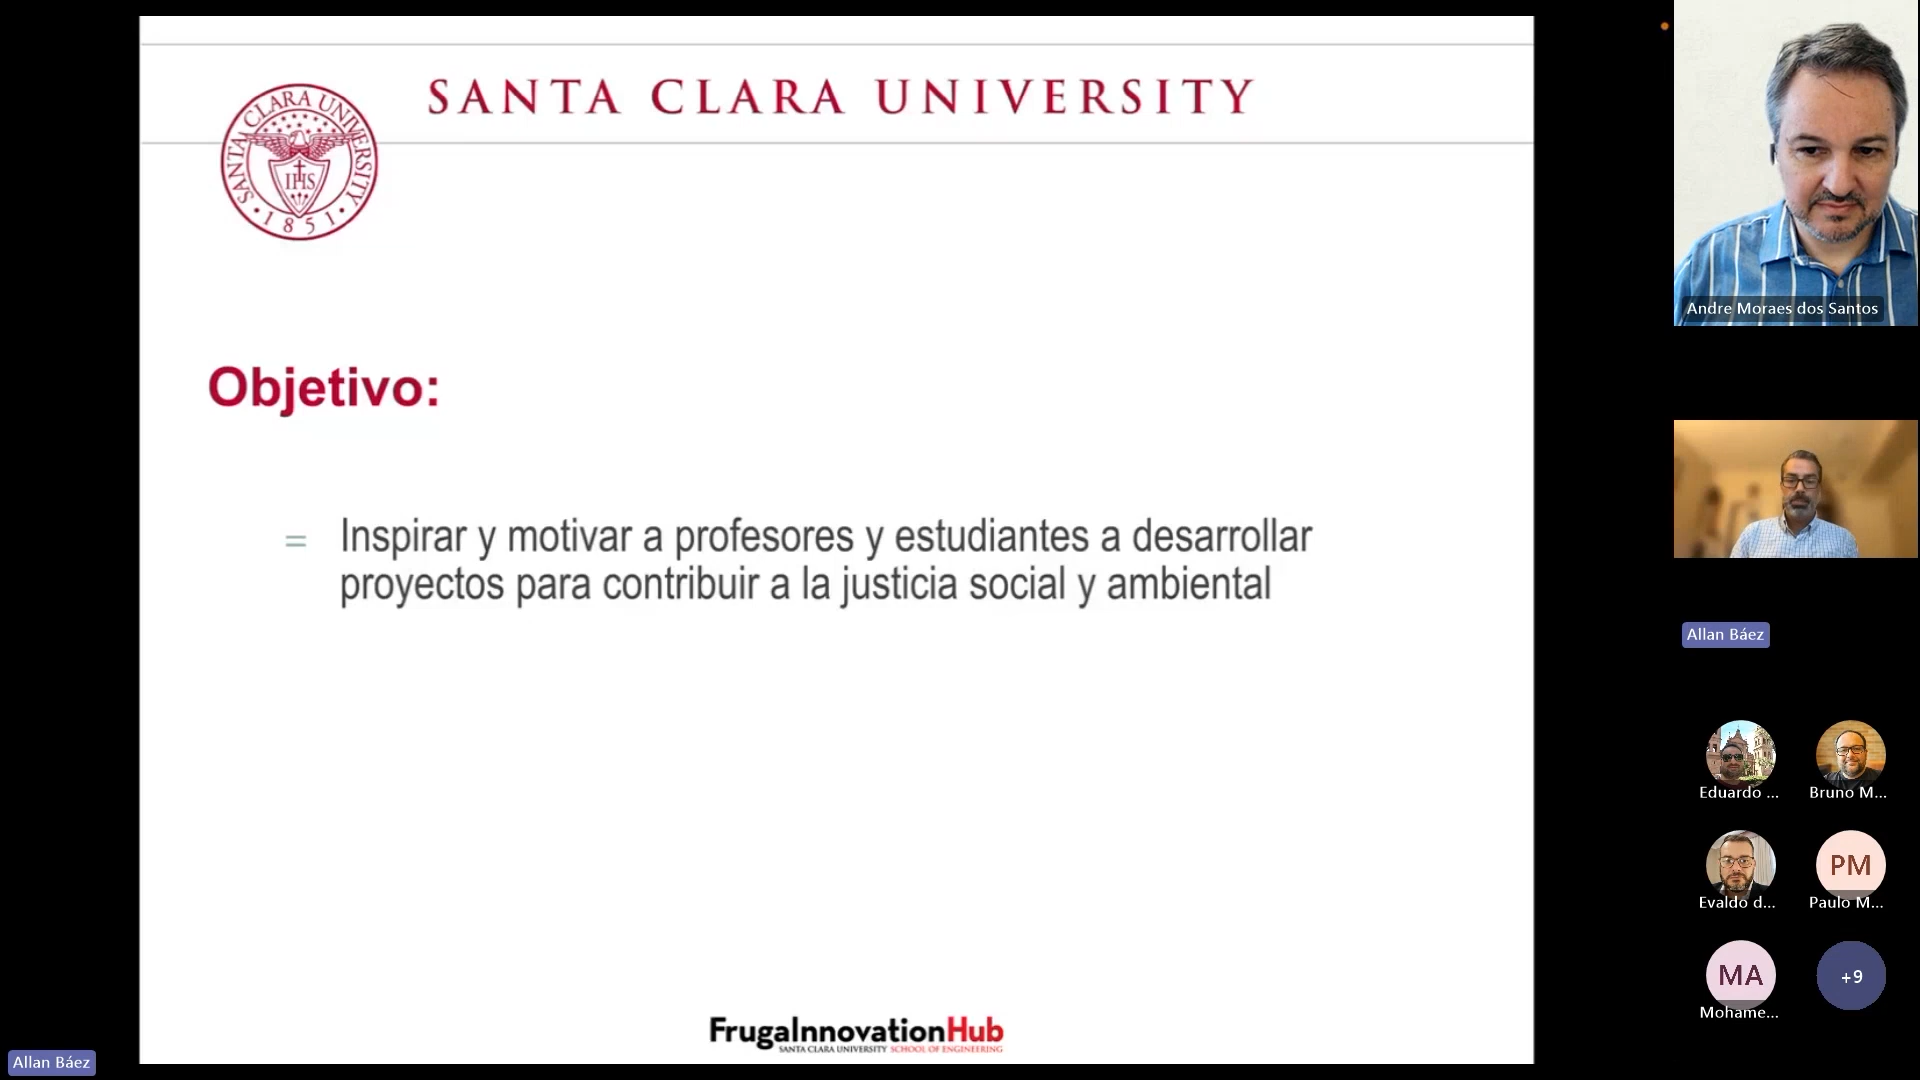 SANTA CLARA UNIVERSITY
SANTA CLARA UNIVERSITY
IHS
1851
Objetivo:
= Inspirar y motivar a profesores y estudiantes a desarrollar
proyectos para contribuir a la justicia social y ambiental
FrugalInnovationHub
SANTA CLARA UNIVERSITY SCHOOL OF ENGINEERING
Allan Báez
Andre Moraes dos Santos
Allan Báez
Eduardo ...
Bruno M...
Evaldo d...
PM
Paulo M...
MA
Mohame...
+9